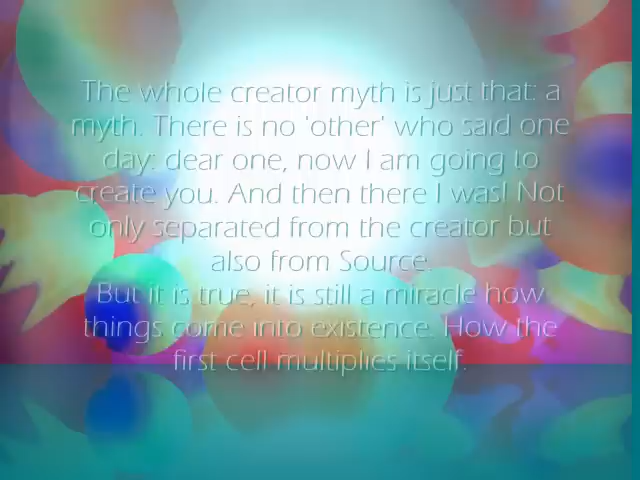 The whole creator myth is just that: a
myth. There is no 'other' who said one
day: dear one, now I am going to
create you. And then there I was! Not
only separated from the creator but
also from Source.
But it is true, it is still a miracle how
things come into existence. How the
first cell multiplies itself.